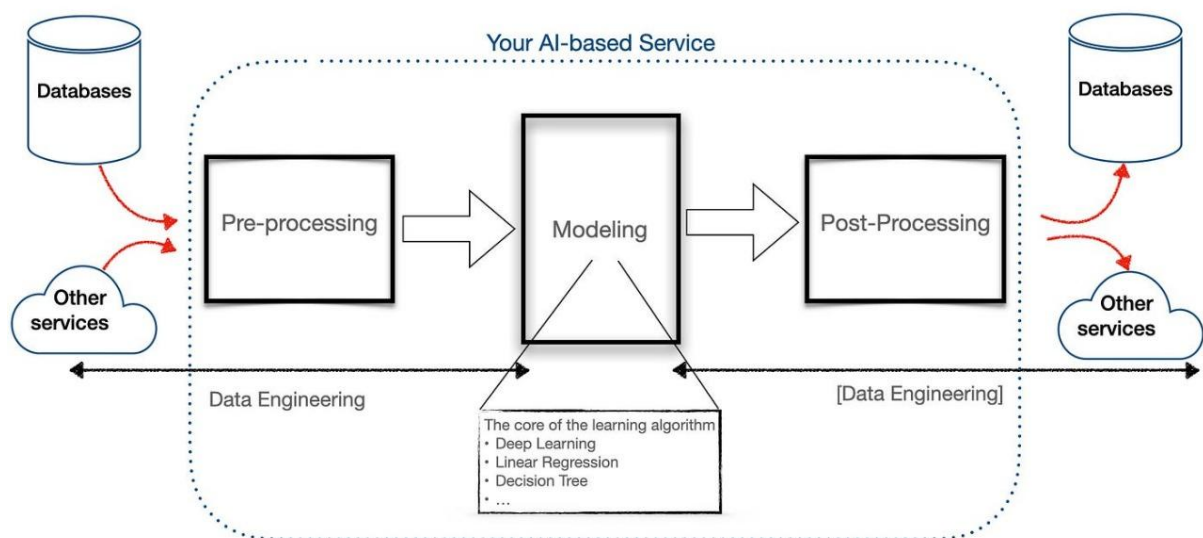 Your AI-based Service
Databases
Databases
Pre-processing
Modeling
Post-Processing
Other
services
Other
services
Data Engineering
[Data Engineering]
The core of the learning algorithm
• Deep Learning
• Linear Regression
• Decision Tree
• ...